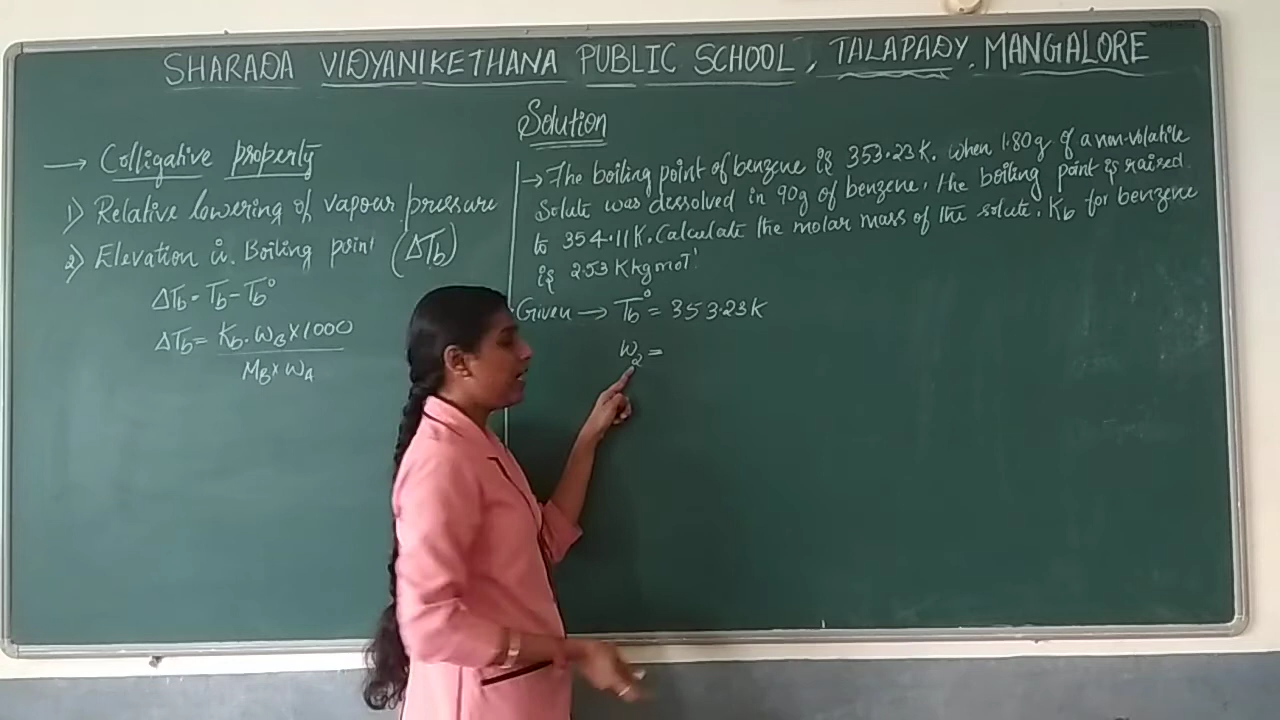 SHARADA VIDYANIKETHANA PUBLIC SCHOOL, TALAPADY, MANGALORE
Solution
→ Colligative property
1) Relative lowering of vapour pressure
2) Elevation in Boiling point (ΔTb)
ΔTb = Tb - Tb°
ΔTb = Kb . WB × 1000
MB × WA
→ The boiling point of benzene is 353.23K. when 1.80g of a non-volatile
Solute was dessolved in 90g of benzene, the boiling point is raised
to 354.11K. Calculate the molar mass of the solute. Kb for benzene
is 2.53 K kg mol⁻¹
Given → Tb° = 353.23K
W2 =